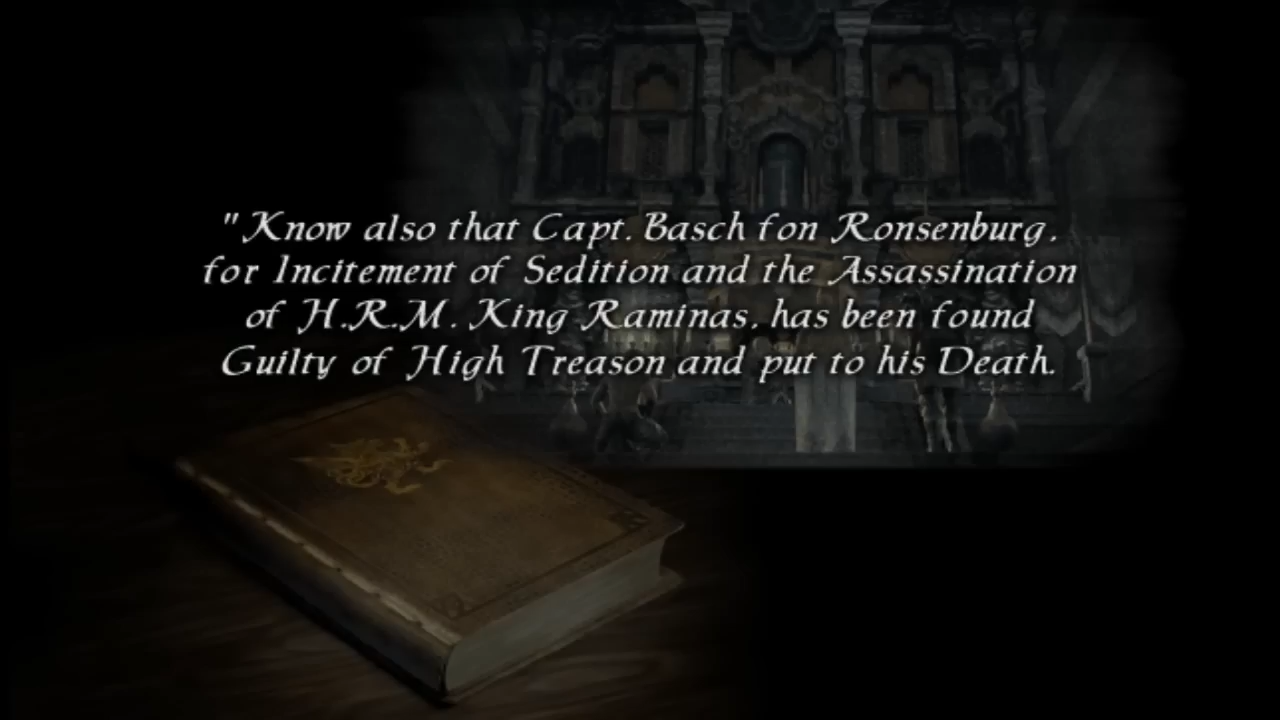 "Know also that Capt. Basch fon Ronsenburg,
for Incitement of Sedition and the Assassination
of H.R.M. King Raminas, has been found
Guilty of High Treason and put to his Death.